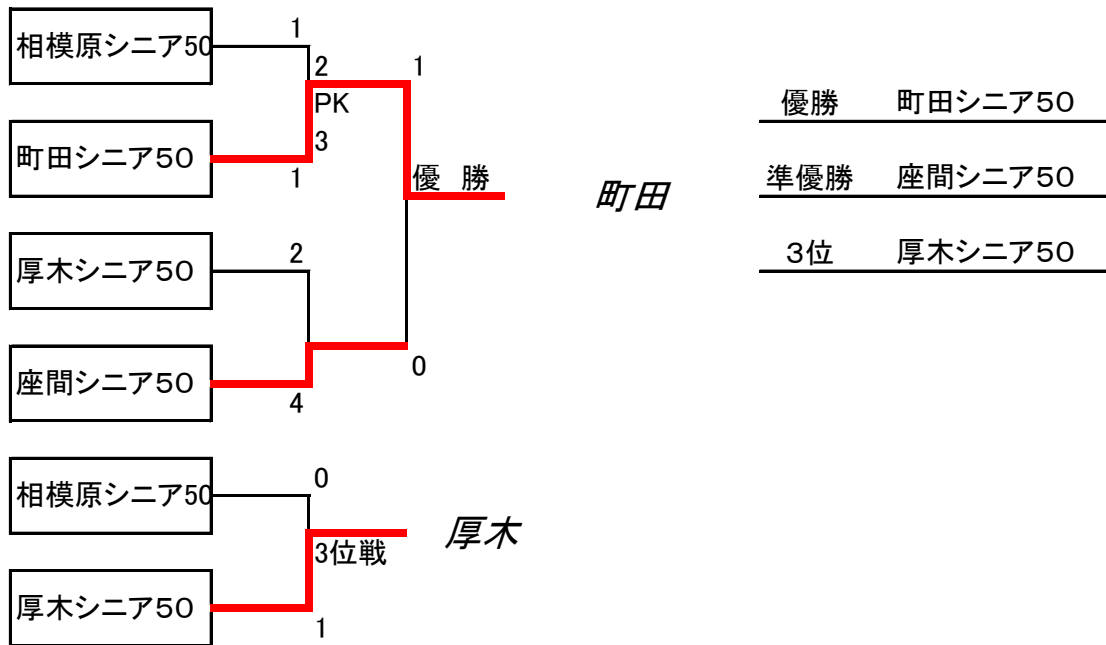 相模原シニア50
1
2
1
PK
優勝 町田シニア５０
3
町田シニア５０
1
優 勝
町田
準優勝 座間シニア５０
厚木シニア５０
2
３位 厚木シニア５０
座間シニア５０
0
4
相模原シニア50
0
3位戦
厚木
厚木シニア５０
1